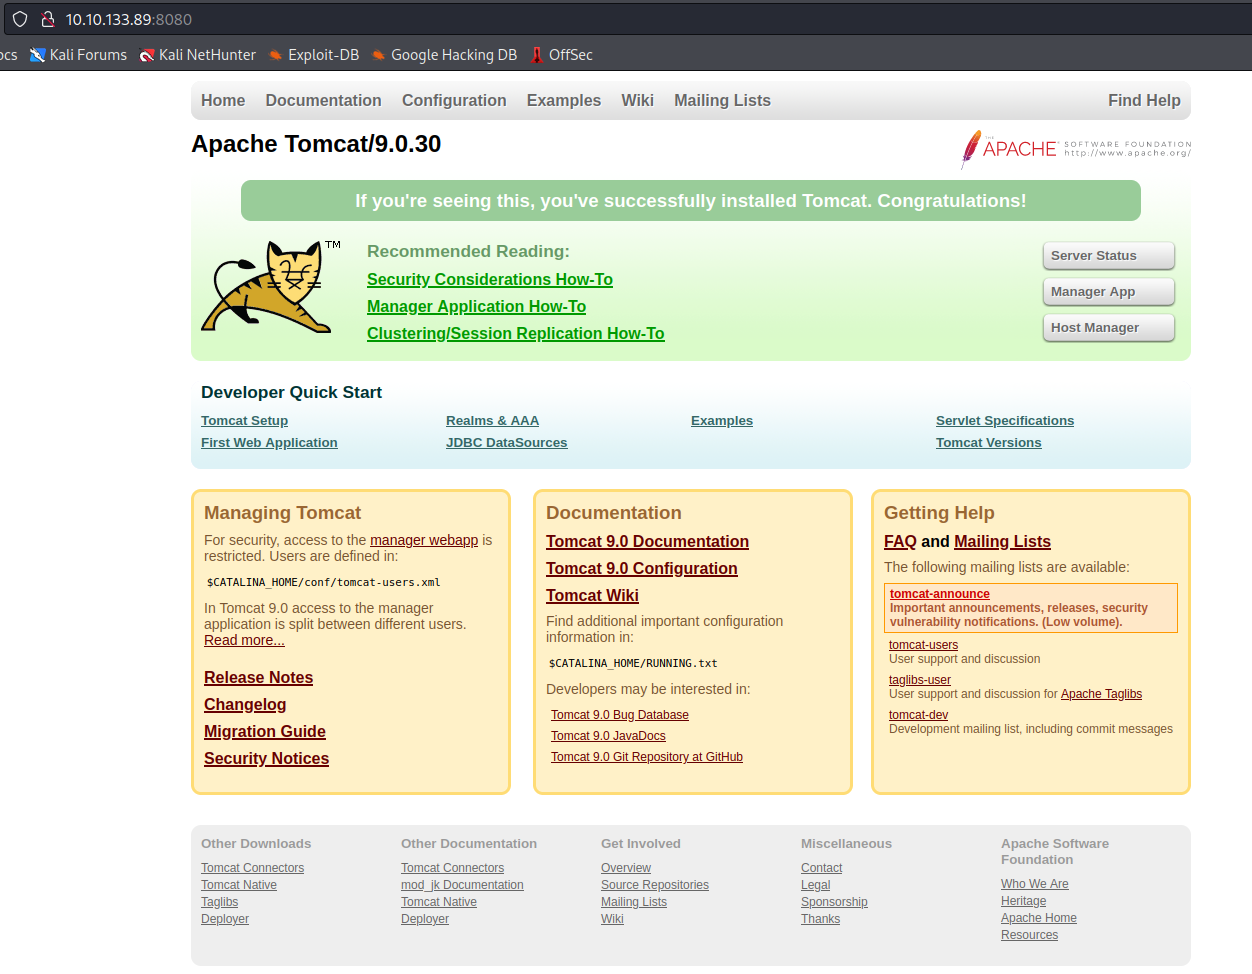 10.10.133.89:8080
ocs Kali Forums Kali NetHunter Exploit-DB Google Hacking DB OffSec
Home Documentation Configuration Examples Wiki Mailing Lists Find Help
Apache Tomcat/9.0.30
THE APACHE SOFTWARE FOUNDATION
http://www.apache.org/
If you're seeing this, you've successfully installed Tomcat. Congratulations!
TM
Recommended Reading:
Security Considerations How-To
Manager Application How-To
Clustering/Session Replication How-To
Server Status
Manager App
Host Manager
Developer Quick Start
Tomcat Setup
First Web Application
Realms & AAA
JDBC DataSources
Examples
Servlet Specifications
Tomcat Versions
Managing Tomcat
For security, access to the manager webapp is
restricted. Users are defined in:
$CATALINA_HOME/conf/tomcat-users.xml
In Tomcat 9.0 access to the manager
application is split between different users.
Read more...
Release Notes
Changelog
Migration Guide
Security Notices
Documentation
Tomcat 9.0 Documentation
Tomcat 9.0 Configuration
Tomcat Wiki
Find additional important configuration
information in:
$CATALINA_HOME/RUNNING.txt
Developers may be interested in:
Tomcat 9.0 Bug Database
Tomcat 9.0 JavaDocs
Tomcat 9.0 Git Repository at GitHub
Getting Help
FAQ and Mailing Lists
The following mailing lists are available:
tomcat-announce
Important announcements, releases, security
vulnerability notifications. (Low volume).
tomcat-users
User support and discussion
taglibs-user
User support and discussion for Apache Taglibs
tomcat-dev
Development mailing list, including commit messages
Other Downloads
Tomcat Connectors
Tomcat Native
Taglibs
Deployer
Other Documentation
Tomcat Connectors
mod_jk Documentation
Tomcat Native
Deployer
Get Involved
Overview
Source Repositories
Mailing Lists
Wiki
Miscellaneous
Contact
Legal
Sponsorship
Thanks
Apache Software
Foundation
Who We Are
Heritage
Apache Home
Resources